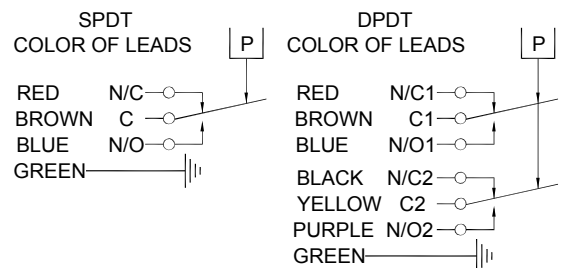 SPDT
COLOR OF LEADS
P
RED N/C
BROWN C
BLUE N/O
GREEN
DPDT
COLOR OF LEADS
P
RED N/C1
BROWN C1
BLUE N/O1
BLACK N/C2
YELLOW C2
PURPLE N/O2
GREEN